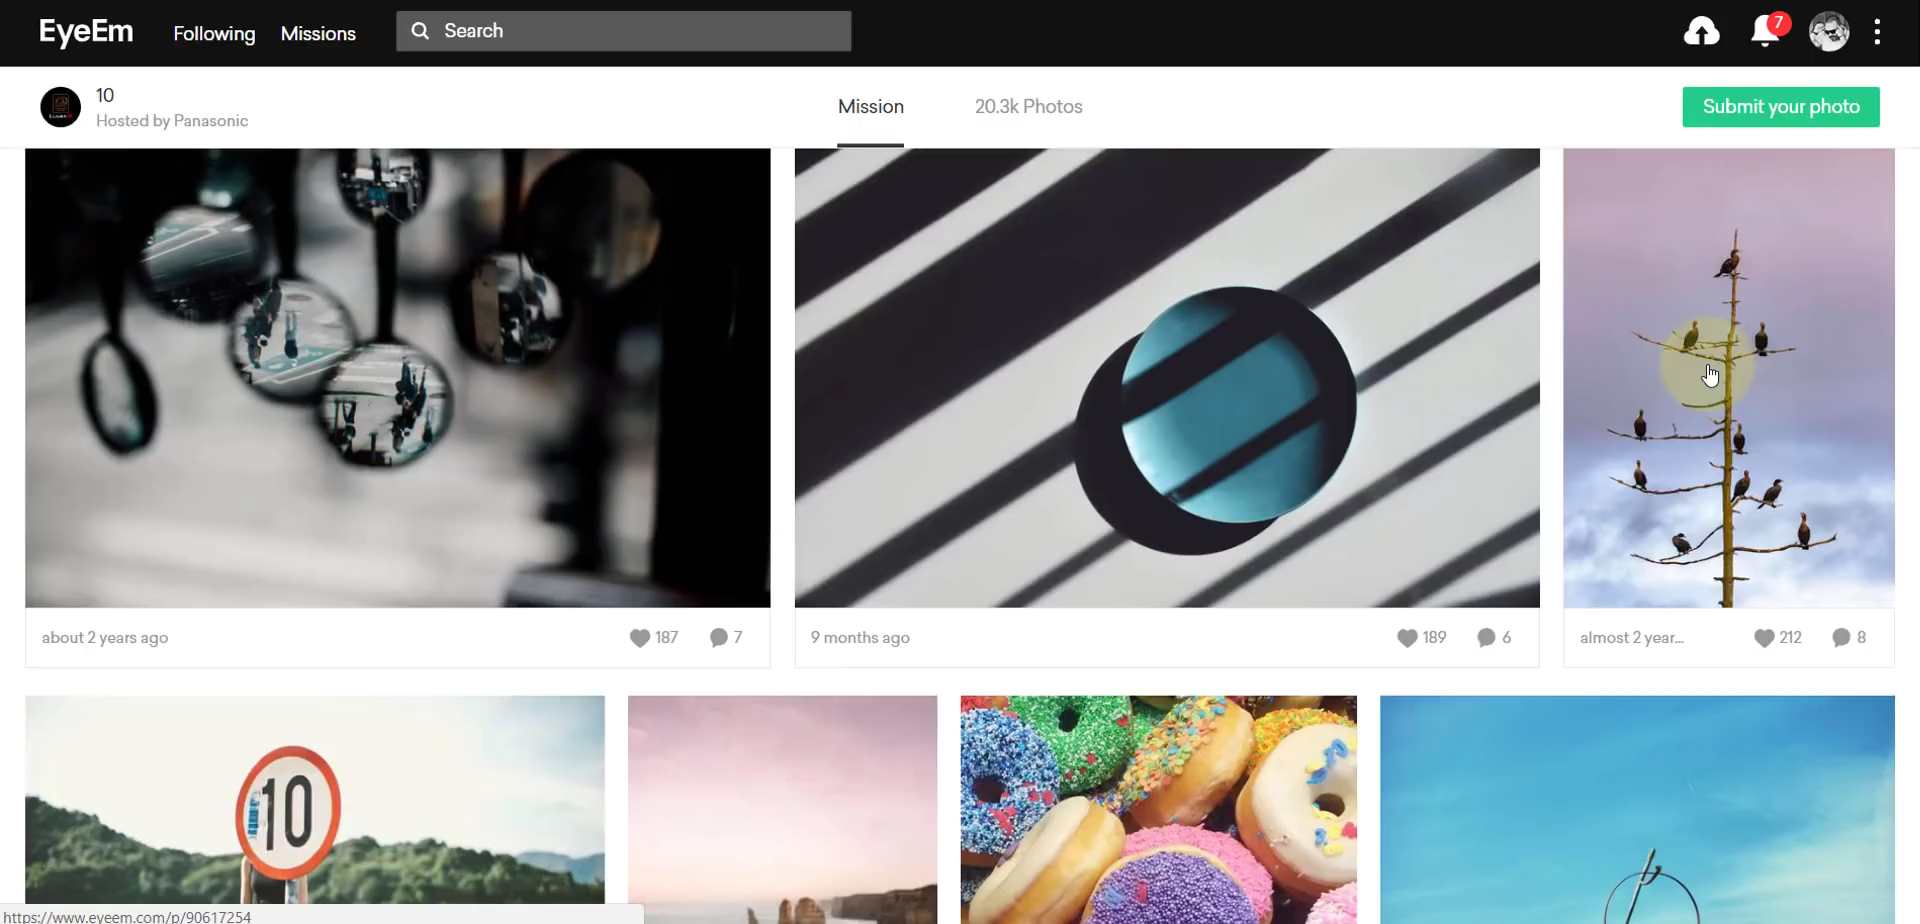 EyeEm Following Missions Search 7
10
Hosted by Panasonic
Mission 20.3k Photos Submit your photo
about 2 years ago 187 7
9 months ago 189 6
almost 2 year... 212 8
10
https://www.eyeem.com/p/90617254